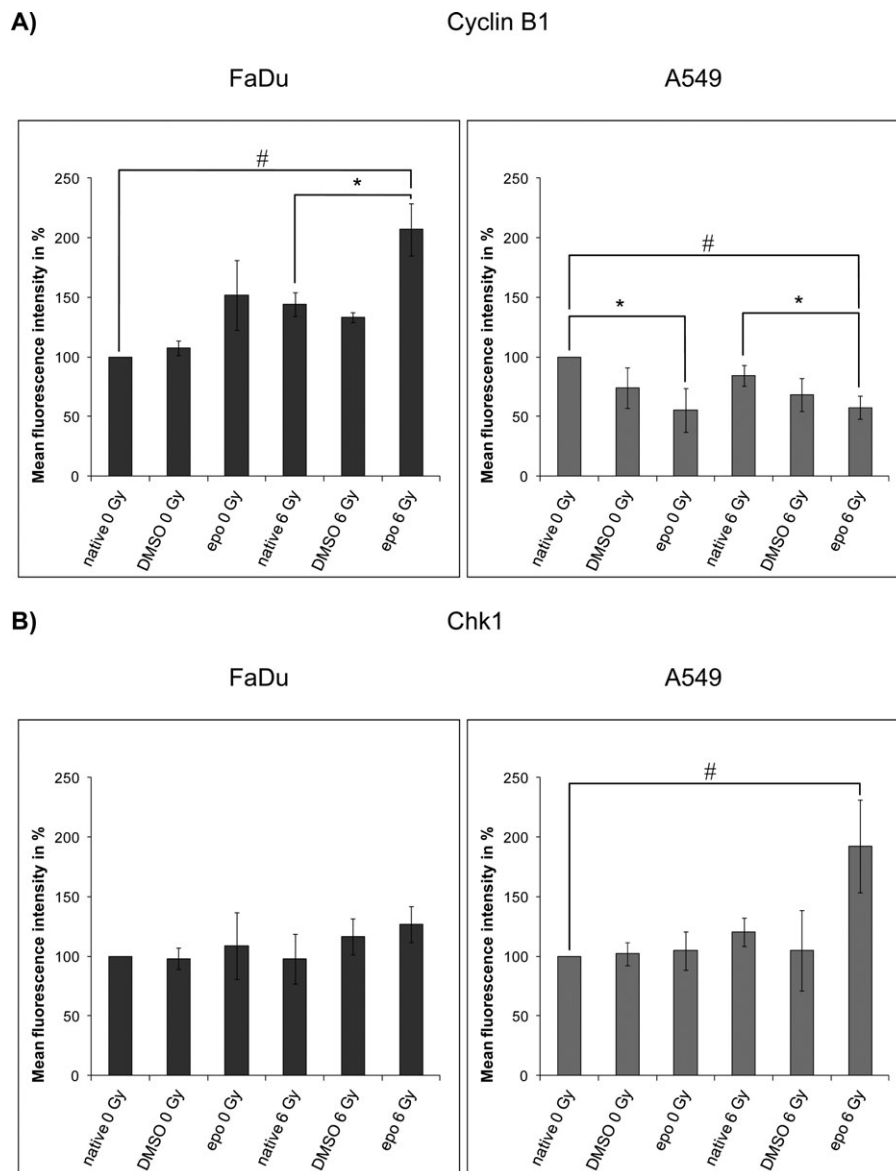 A) Cyclin B1
FaDu A549
#
*
Mean fluorescence intensity in %
250
200
150
100
50
0
native 0 Gy
DMSO 0 Gy
epo 0 Gy
native 6 Gy
DMSO 6 Gy
epo 6 Gy
#
*
*
Mean fluorescence intensity in %
250
200
150
100
50
0
native 0 Gy
DMSO 0 Gy
epo 0 Gy
native 6 Gy
DMSO 6 Gy
epo 6 Gy
B) Chk1
FaDu A549
Mean fluorescence intensity in %
250
200
150
100
50
0
native 0 Gy
DMSO 0 Gy
epo 0 Gy
native 6 Gy
DMSO 6 Gy
epo 6 Gy
#
Mean fluorescence intensity in %
250
200
150
100
50
0
native 0 Gy
DMSO 0 Gy
epo 0 Gy
native 6 Gy
DMSO 6 Gy
epo 6 Gy